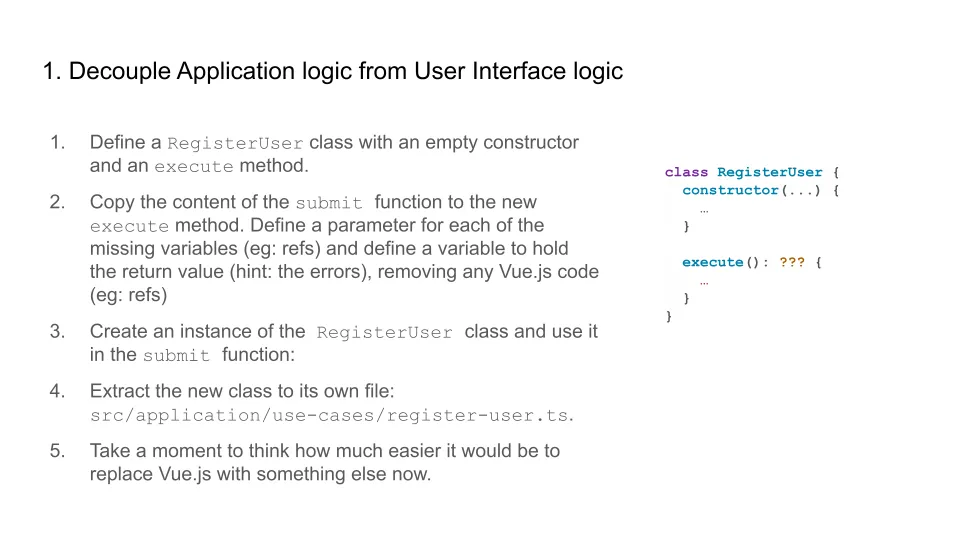 1. Decouple Application logic from User Interface logic
1. Define a RegisterUser class with an empty constructor
and an execute method.
2. Copy the content of the submit function to the new
execute method. Define a parameter for each of the
missing variables (eg: refs) and define a variable to hold
the return value (hint: the errors), removing any Vue.js code
(eg: refs)
3. Create an instance of the RegisterUser class and use it
in the submit function:
4. Extract the new class to its own file:
src/application/use-cases/register-user.ts.
5. Take a moment to think how much easier it would be to
replace Vue.js with something else now.
class RegisterUser {
constructor(...) {
…
}
execute(): ??? {
…
}
}